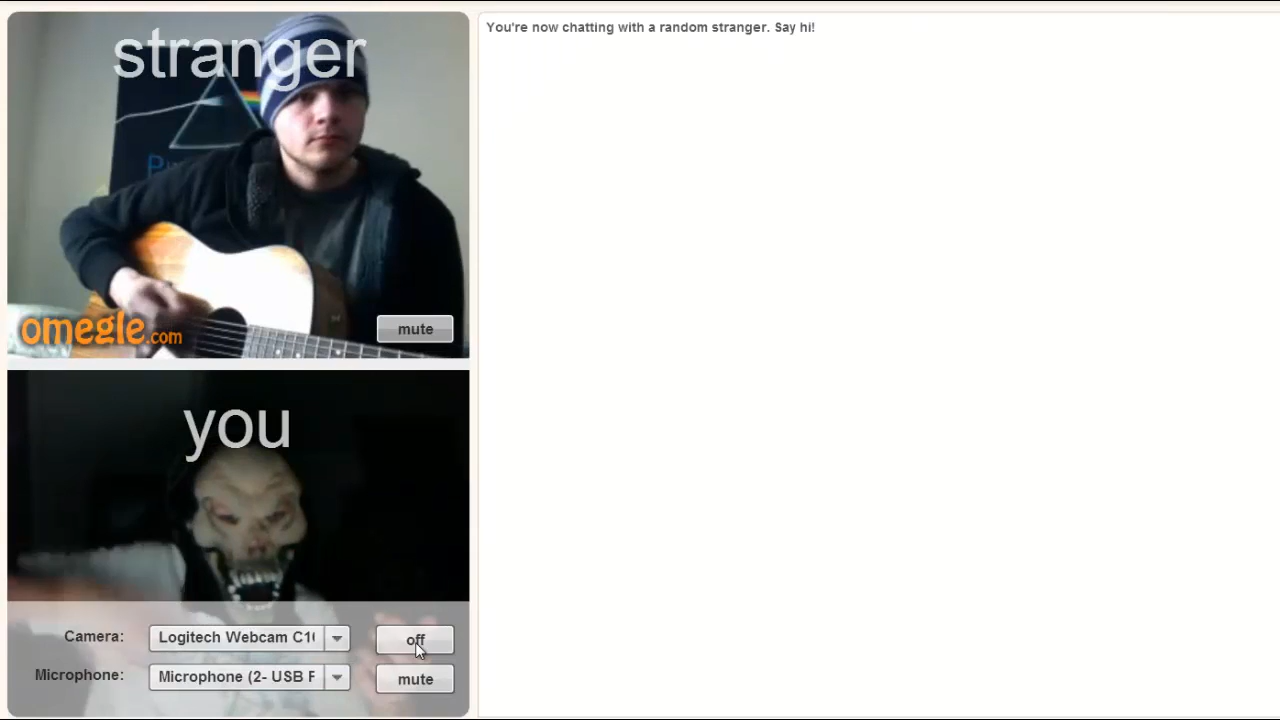 stranger
omegle.com
mute
you
Camera:
Logitech Webcam C1
off
Microphone:
Microphone (2- USB
mute
You're now chatting with a random stranger. Say hi!